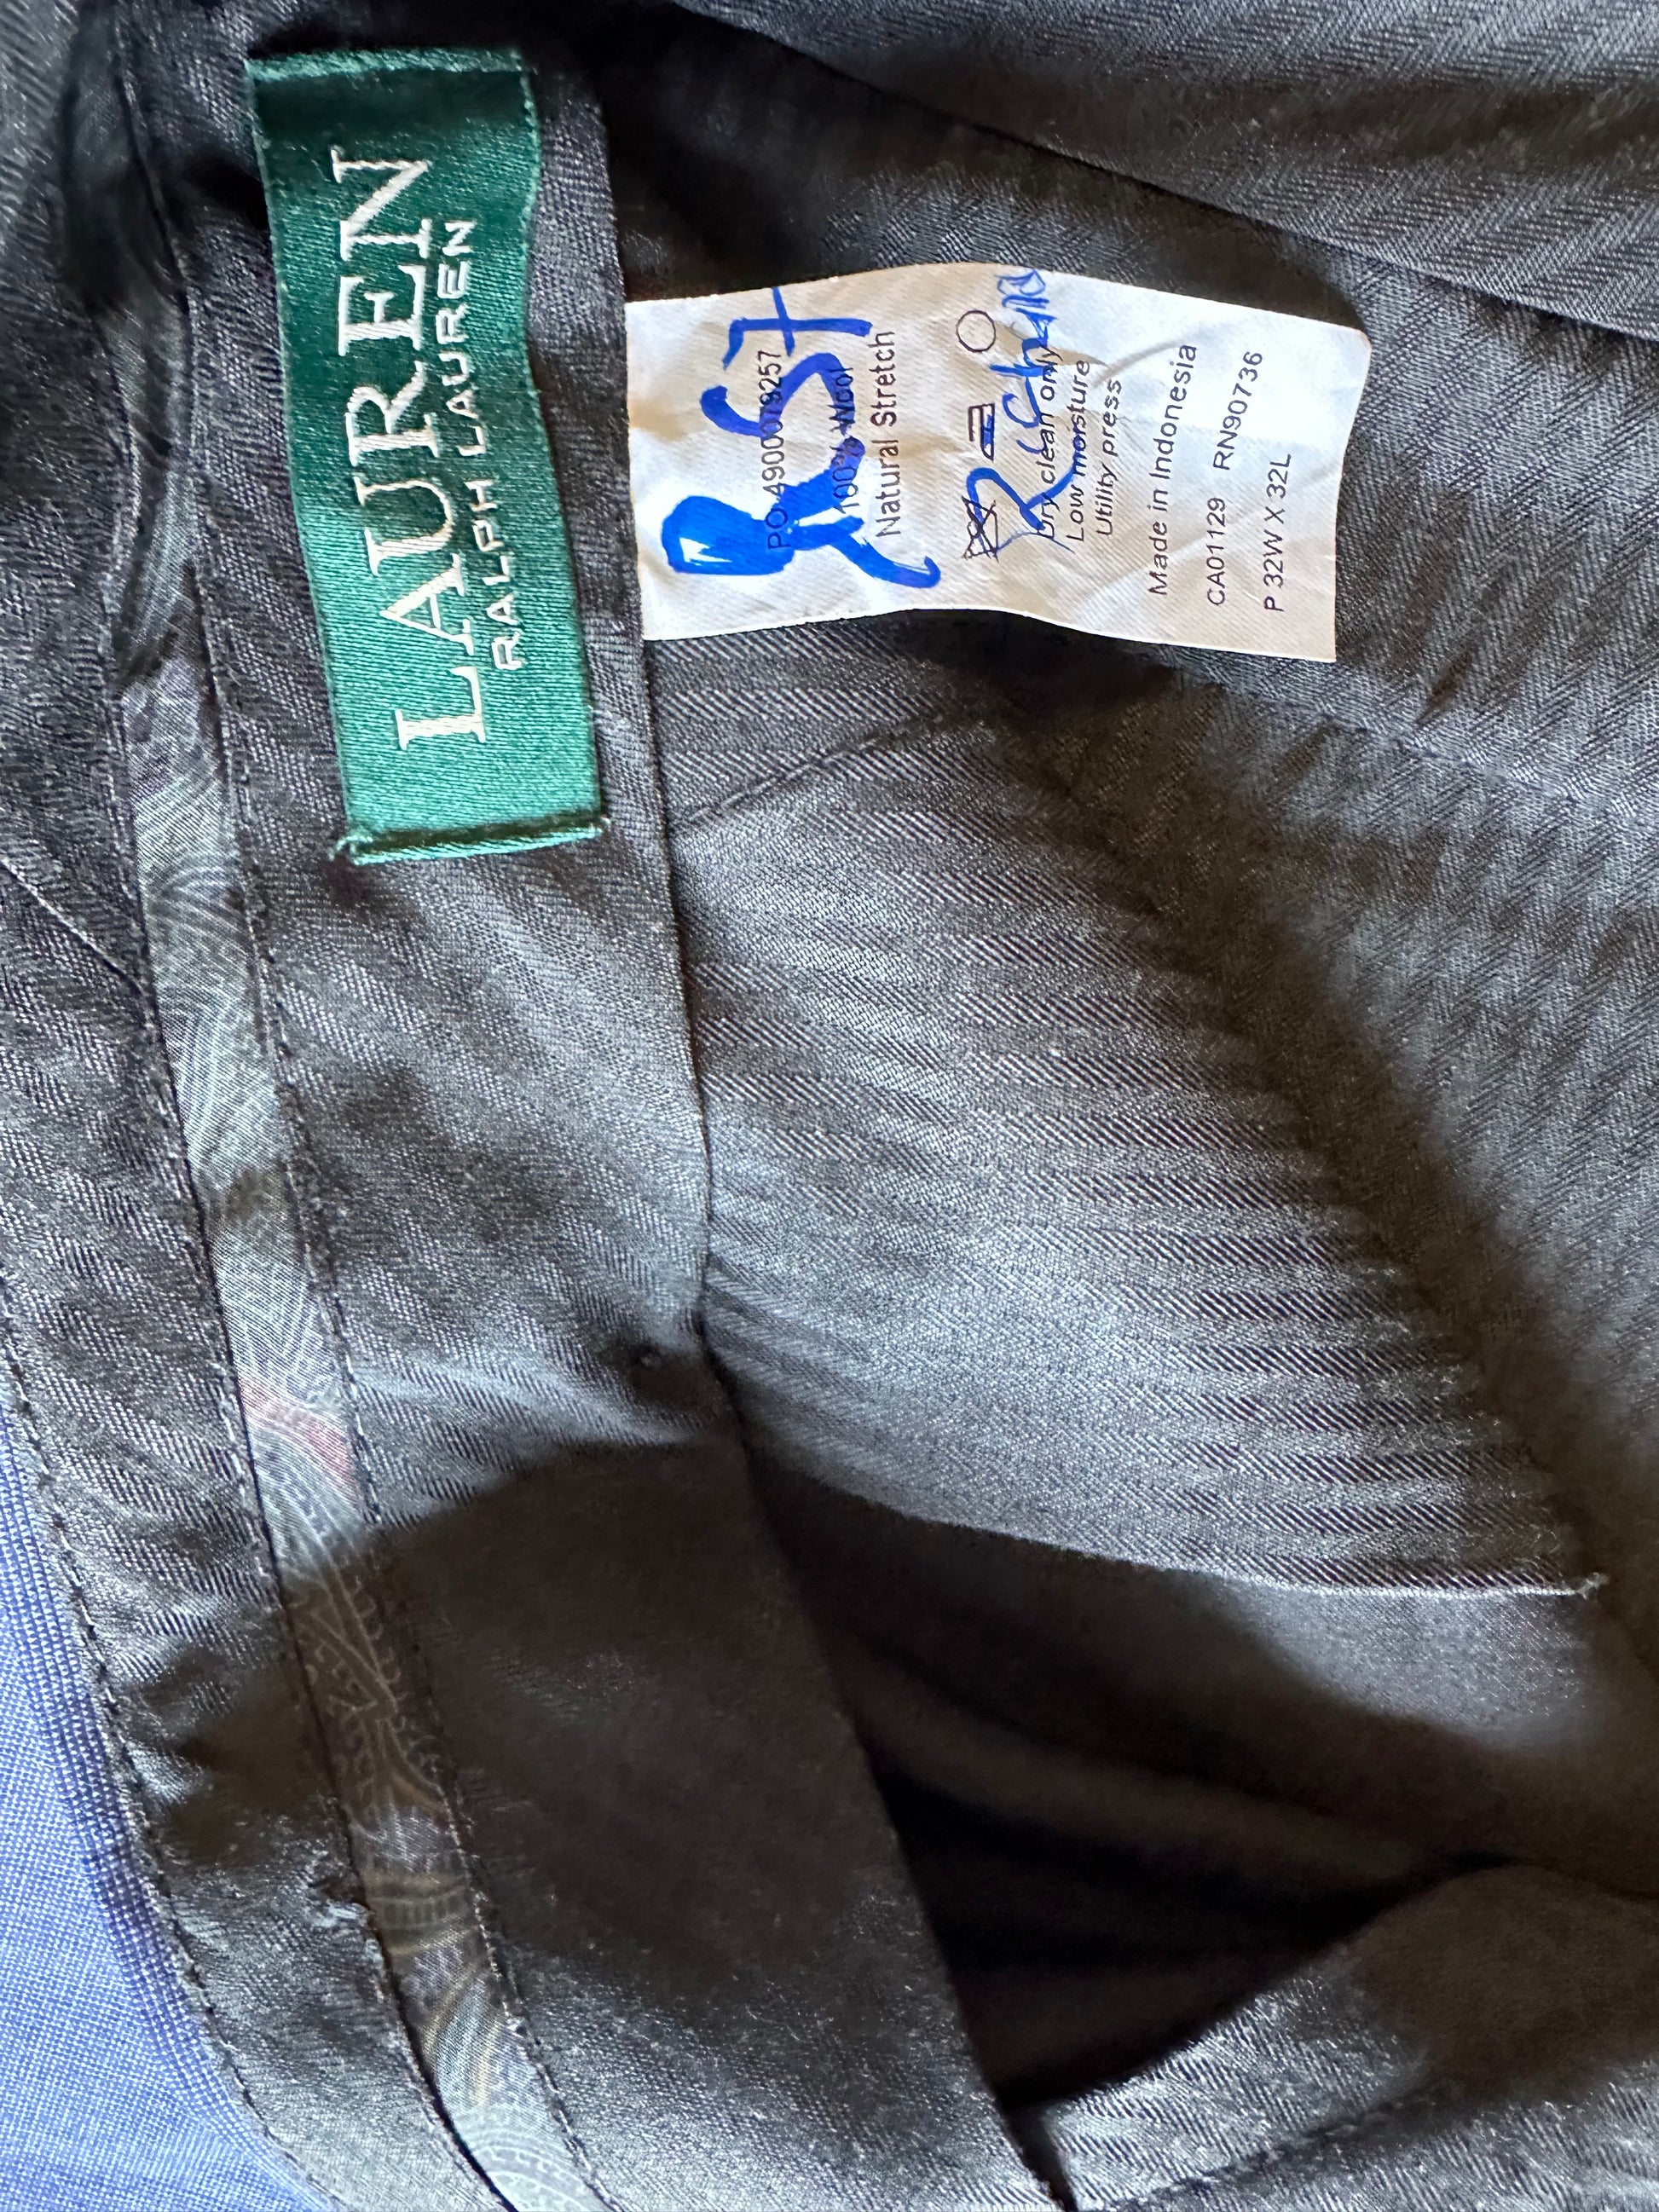 LAUREN
RALPH LAUREN
PO 4900079257
100% Wool
Natural Stretch
Dry clean only
Low moisture
Utility press
Made in Indonesia
CA01129 RN90736
P 32W X 32L